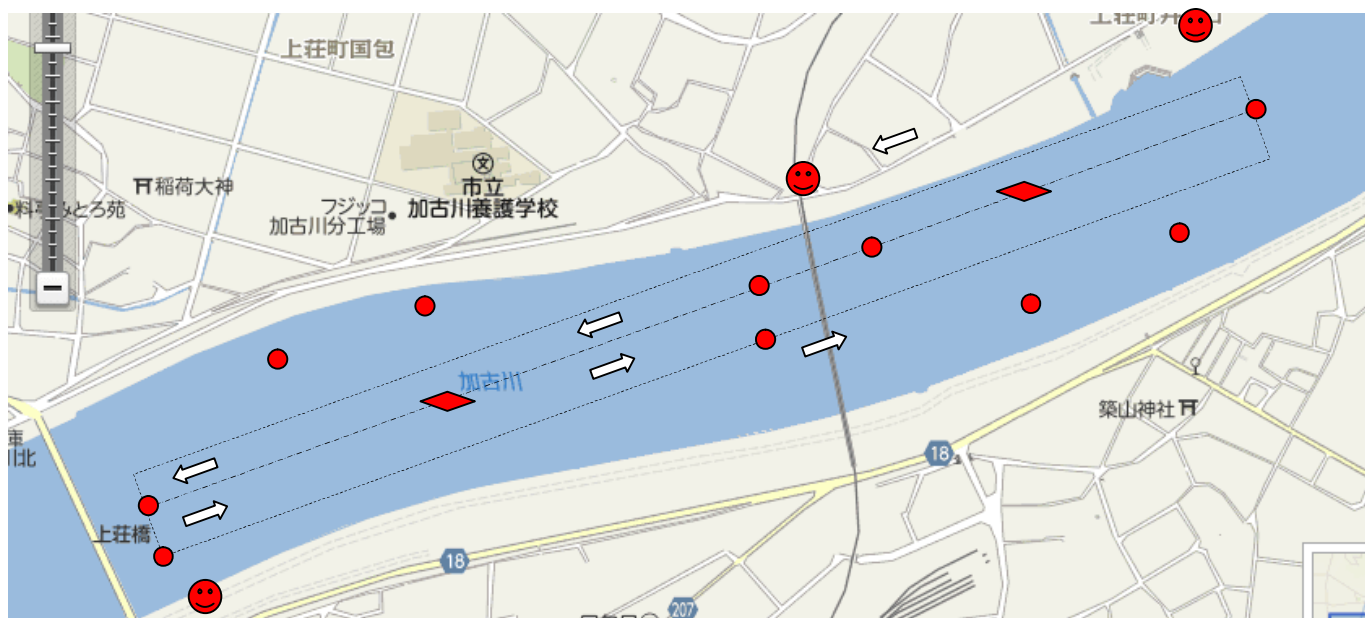 上荘町国包
文
市立
加古川養護学校
稲荷大神
フジッコ
加古川分工場
加古川
築山神社
上荘橋
18
18
207